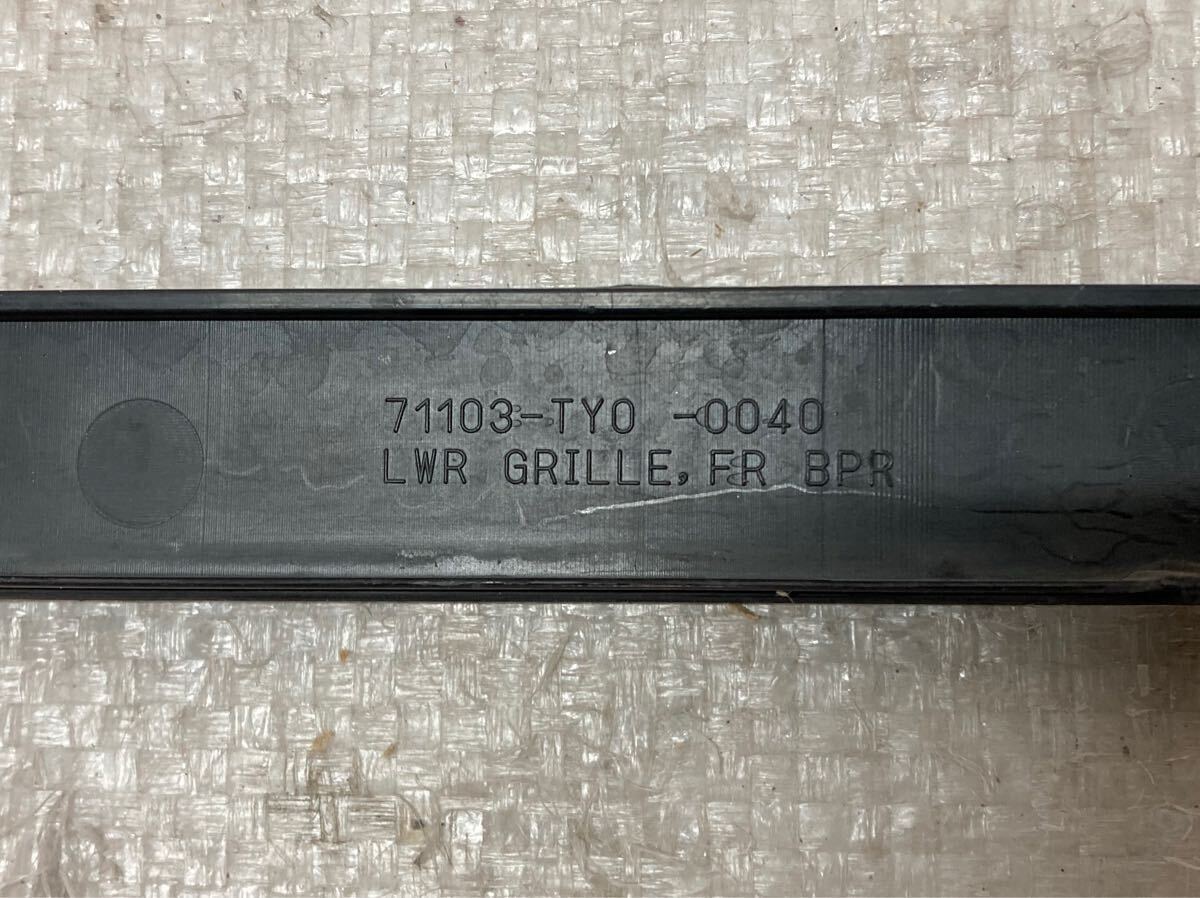 71103-TY0 -0040
LWR GRILLE, FR BPR